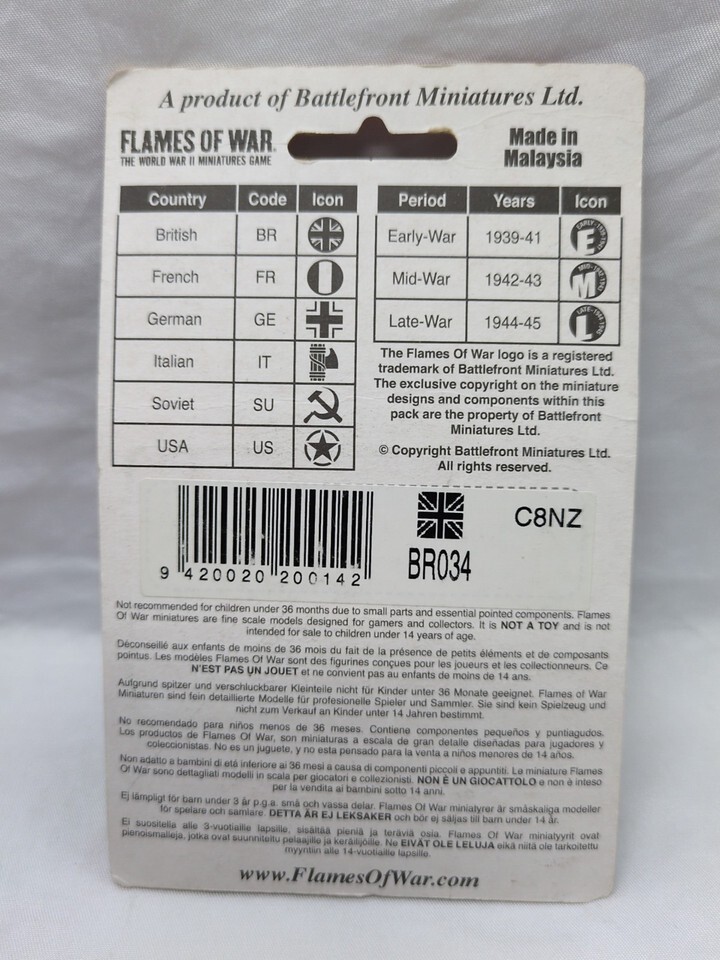 A product of Battlefront Miniatures Ltd.
FLAMES OF WAR
THE WORLD WAR II MINIATURES GAME
Made in
Malaysia
Country Code Icon
British BR
French FR
German GE
Italian IT
Soviet SU
USA US
Period Years Icon
Early-War 1939-41 E
Mid-War 1942-43 M
Late-War 1944-45 L
The Flames Of War logo is a registered
trademark of Battlefront Miniatures Ltd.
The exclusive copyright on the miniature
designs and components within this
pack are the property of Battlefront
Miniatures Ltd.
© Copyright Battlefront Miniatures Ltd.
All rights reserved.
9 420020 200142
BR034
C8NZ
Not recommended for children under 36 months due to small parts and essential pointed components. Flames
Of War miniatures are fine scale models designed for gamers and collectors. It is NOT A TOY and is not
intended for sale to children under 14 years of age.
Déconseillé aux enfants de moins de 36 mois du fait de la présence de petits éléments et de composants
pointus. Les modèles Flames Of War sont des figurines conçues pour les joueurs et les collectionneurs. Ce
N'EST PAS UN JOUET et ne convient pas au enfants de moins de 14 ans.
Aufgrund spitzer und verschluckbarer Kleinteile nicht für Kinder unter 36 Monate geeignet. Flames of War
Miniaturen sind fein detaillierte Modelle für profesionelle Spieler und Sammler. Sie sind kein Spielzeug und
nicht zum Verkauf an Kinder unter 14 Jahren bestimmt.
No recomendado para niños menos de 36 meses. Contiene componentes pequeños y puntiagudos.
Los productos de Flames Of War, son miniaturas a escala de gran detalle diseñadas para jugadores y
coleccionistas. No es un juguete, y no esta pensado para la venta a niños menores de 14 años.
Non adatto a bambini di età inferiore ai 36 mesi a causa di componenti piccoli e appuntiti. Le miniature Flames
Of War sono dettagliati modelli in scala per giocatori e collezionisti. NON È UN GIOCATTOLO e non è inteso
per la vendita ai bambini sotto 14 anni.
Ej lämpligt för barn under 3 år p.g.a. små och vassa delar. Flames Of War miniatyrer är småskaliga modeller
för spelare och samlare. DETTA ÄR EJ LEKSAKER och bör ej säljas till barn under 14 år.
Ei suositella alle 3-vuotiaille lapsille, sisältää pieniä ja teräviä osia. Flames Of War miniatyyrit ovat
pienoismalleja, jotka ovat suunniteltu pelaajille ja keräilijöille. Ne EIVÄT OLE LELUJA eikä niitä ole tarkoitettu
myyntiin alle 14-vuotiaille lapsille.
www.FlamesOfWar.com